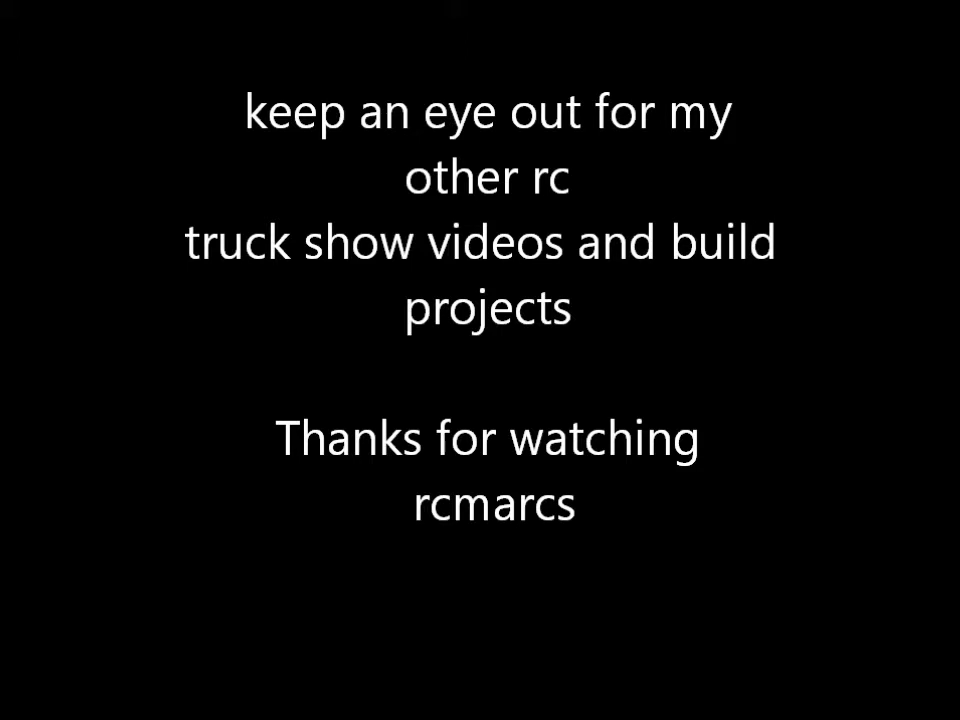 keep an eye out for my
other rc
truck show videos and build
projects
Thanks for watching
rcmarcs